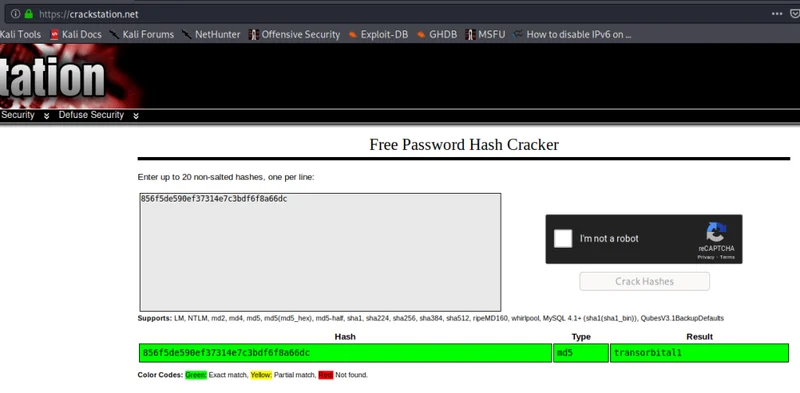 https://crackstation.net
Kali Tools Kali Docs Kali Forums NetHunter Offensive Security Exploit-DB GHDB MSFU How to disable IPv6 on ...
tation
Security Defuse Security
Free Password Hash Cracker
Enter up to 20 non-salted hashes, one per line:
856f5de590ef37314e7c3bdf6f8a66dc
I'm not a robot
reCAPTCHA
Privacy - Terms
Crack Hashes
Supports: LM, NTLM, md2, md4, md5, md5(md5_hex), md5-half, sha1, sha224, sha256, sha384, sha512, ripeMD160, whirlpool, MySQL 4.1+ (sha1(sha1_bin)), QubesV3.1BackupDefaults
Hash Type Result
856f5de590ef37314e7c3bdf6f8a66dc md5 transorbital1
Color Codes: Green: Exact match, Yellow: Partial match, Red: Not found.